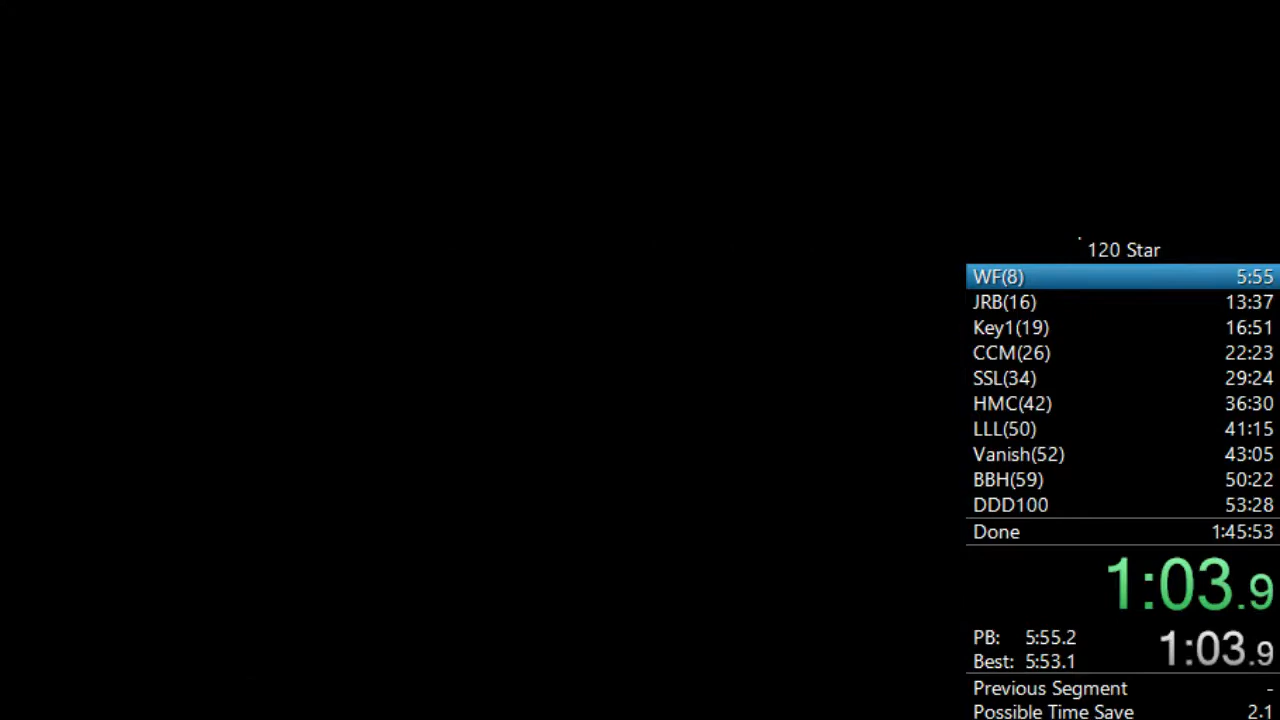 120 Star
WF(8) 5:55
JRB(16) 13:37
Key1(19) 16:51
CCM(26) 22:23
SSL(34) 29:24
HMC(42) 36:30
LLL(50) 41:15
Vanish(52) 43:05
BBH(59) 50:22
DDD100 53:28
Done 1:45:53
1:03.9
PB: 5:55.2 1:03.9
Best: 5:53.1
Previous Segment -
Possible Time Save 2.1